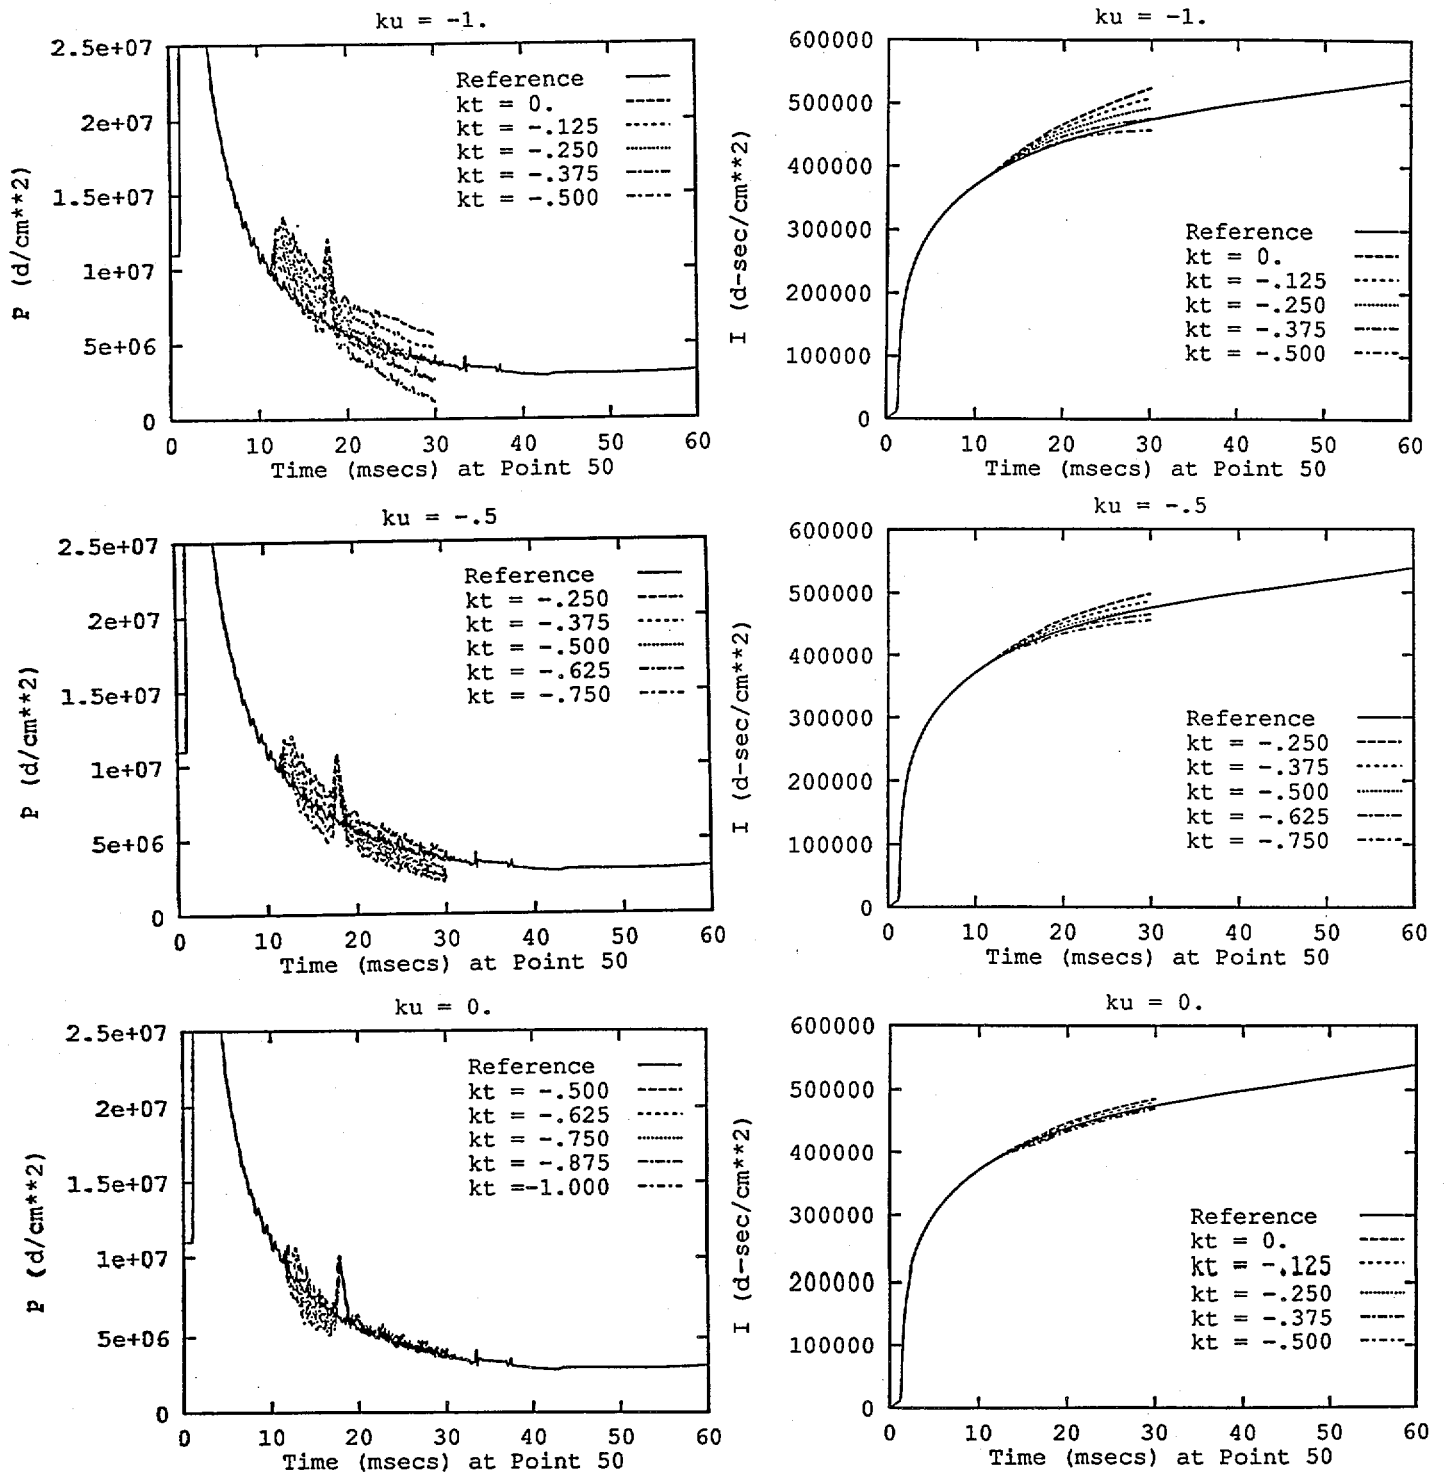 ku = -1.
2.5e+07
2e+07
1.5e+07
1e+07
5e+06
0
P (d/cm**2)
Reference
kt = 0.
kt = -.125
kt = -.250
kt = -.375
kt = -.500
0 10 20 30 40 50 60
Time (msecs) at Point 50
ku = -1.
600000
500000
400000
300000
200000
100000
0
I (d-sec/cm**2)
Reference
kt = 0.
kt = -.125
kt = -.250
kt = -.375
kt = -.500
0 10 20 30 40 50 60
Time (msecs) at Point 50
ku = -.5
2.5e+07
2e+07
1.5e+07
1e+07
5e+06
0
P (d/cm**2)
Reference
kt = -.250
kt = -.375
kt = -.500
kt = -.625
kt = -.750
0 10 20 30 40 50 60
Time (msecs) at Point 50
ku = -.5
600000
500000
400000
300000
200000
100000
0
I (d-sec/cm**2)
Reference
kt = -.250
kt = -.375
kt = -.500
kt = -.625
kt = -.750
0 10 20 30 40 50 60
Time (msecs) at Point 50
ku = 0.
2.5e+07
2e+07
1.5e+07
1e+07
5e+06
0
P (d/cm**2)
Reference
kt = -.500
kt = -.625
kt = -.750
kt = -.875
kt =-1.000
0 10 20 30 40 50 60
Time (msecs) at Point 50
ku = 0.
600000
500000
400000
300000
200000
100000
0
I (d-sec/cm**2)
Reference
kt = 0.
kt = -.125
kt = -.250
kt = -.375
kt = -.500
0 10 20 30 40 50 60
Time (msecs) at Point 50